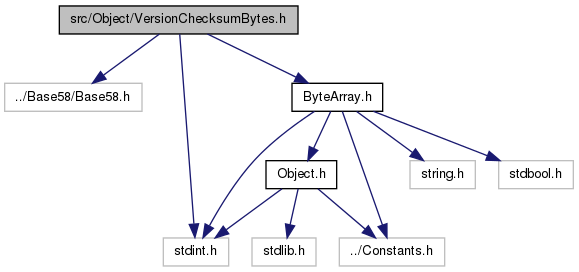 src/Object/VersionChecksumBytes.h
../Base58/Base58.h
ByteArray.h
Object.h
string.h
stdbool.h
stdint.h
stdlib.h
../Constants.h